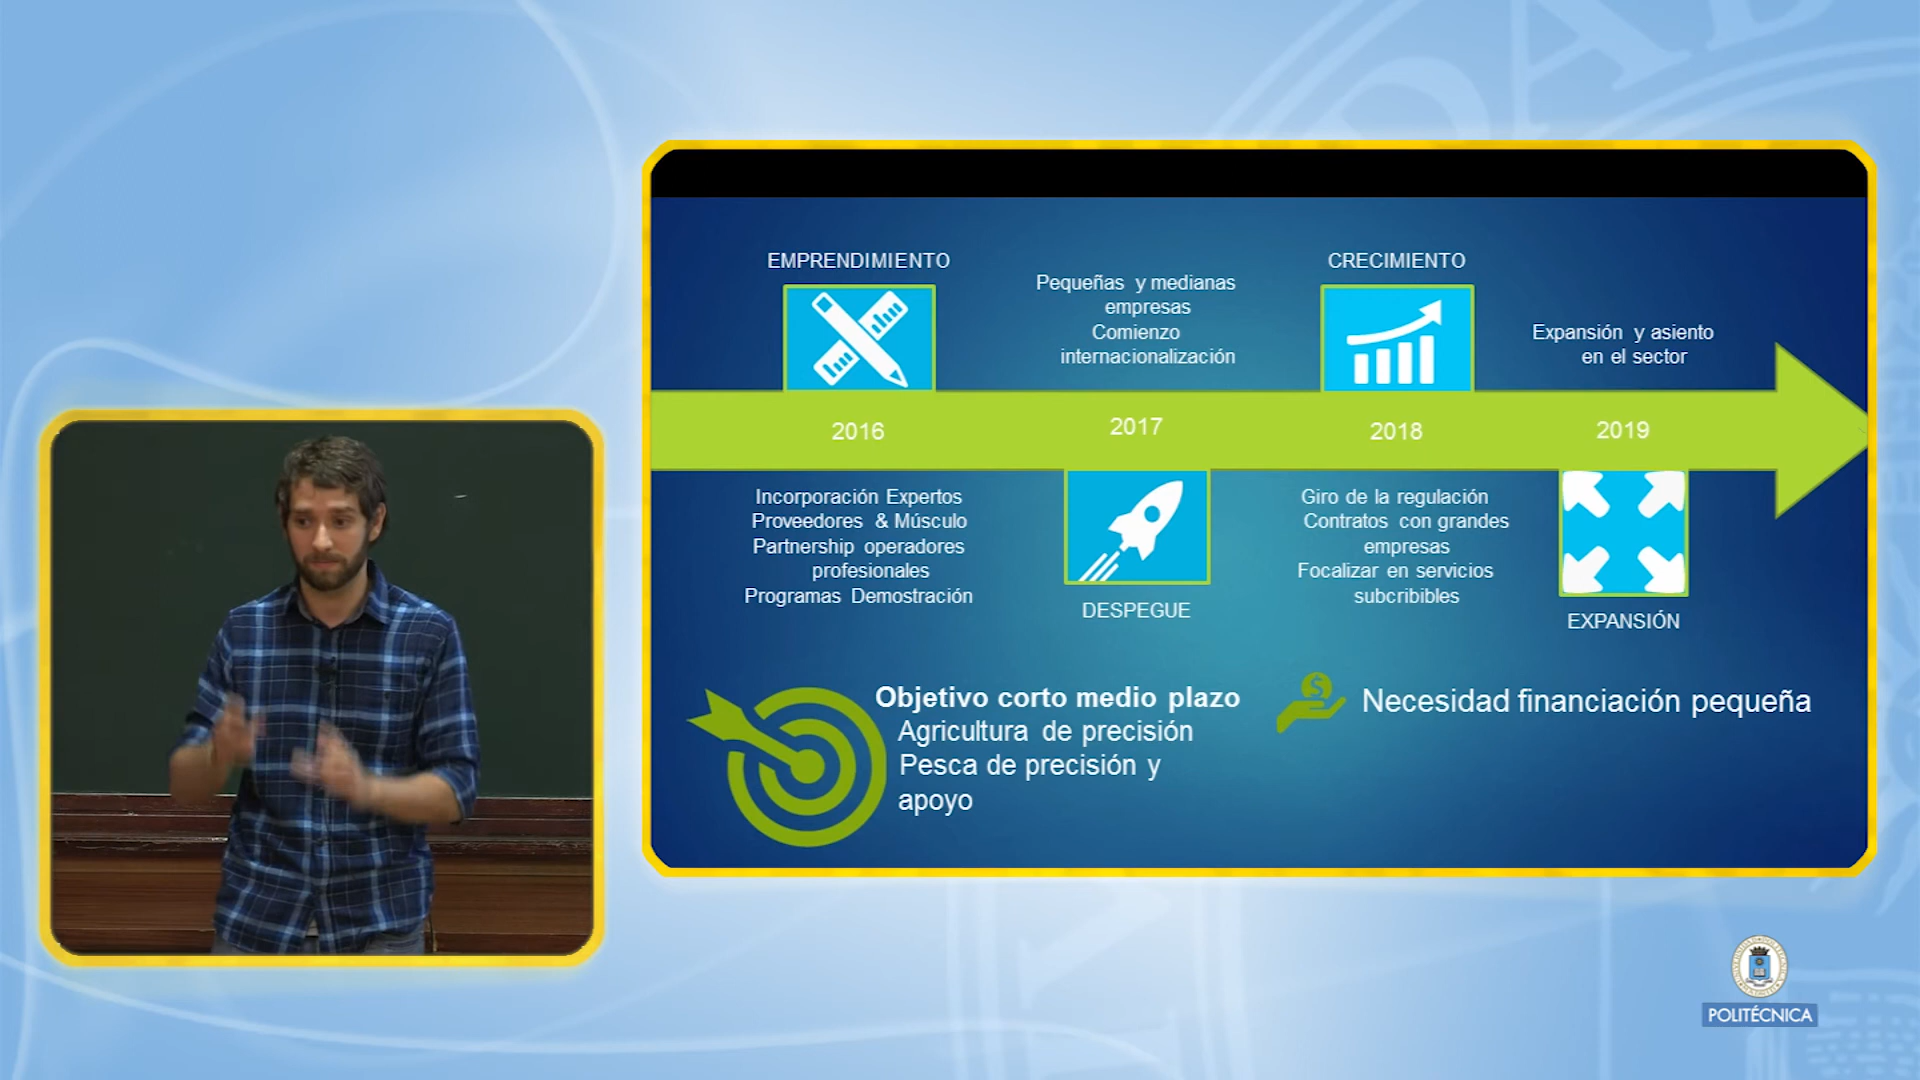 EMPRENDIMIENTO
Pequeñas y medianas
empresas
Comienzo
internacionalización
CRECIMIENTO
Expansión y asiento
en el sector
2016
2017
2018
2019
Incorporación Expertos
Proveedores & Músculo
Partnership operadores
profesionales
Programas Demostración
DESPEGUE
Giro de la regulación
Contratos con grandes
empresas
Focalizar en servicios
subcribibles
EXPANSIÓN
Objetivo corto medio plazo
Agricultura de precisión
Pesca de precisión y
apoyo
Necesidad financiación pequeña
POLITÉCNICA